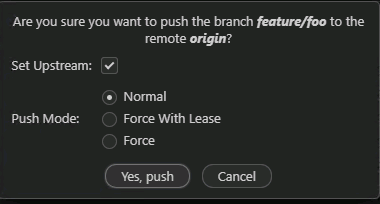 Are you sure you want to push the branch feature/foo to the
remote origin?
Set Upstream:
Normal
Push Mode: Force With Lease
Force
Yes, push Cancel